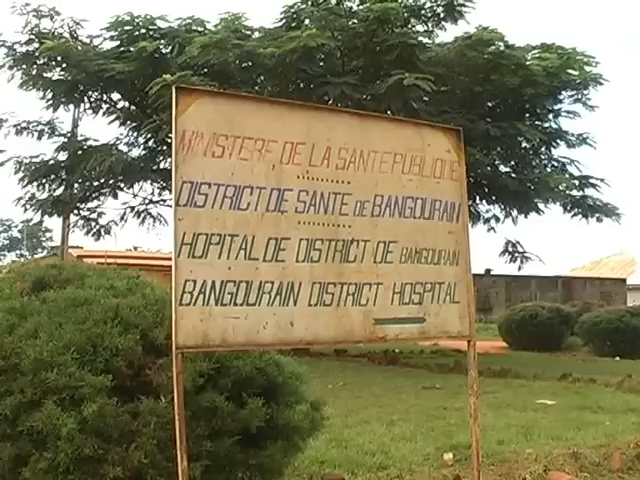 MINISTERE DE LA SANTE PUBLIQUE
DISTRICT DE SANTE DE BANGOURAIN
HOPITAL DE DISTRICT DE BANGOURAIN
BANGOURAIN DISTRICT HOSPITAL